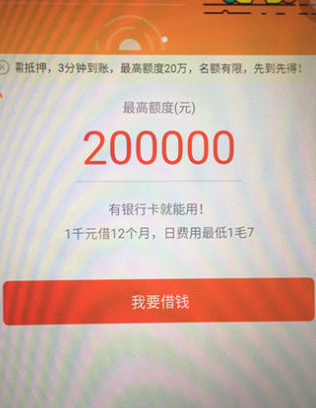 需抵押，3分钟到账，最高额度20万，名额有限，先到先得！
最高额度(元)
200000
有银行卡就能用！
1千元借12个月，日费用最低1毛7
我要借钱